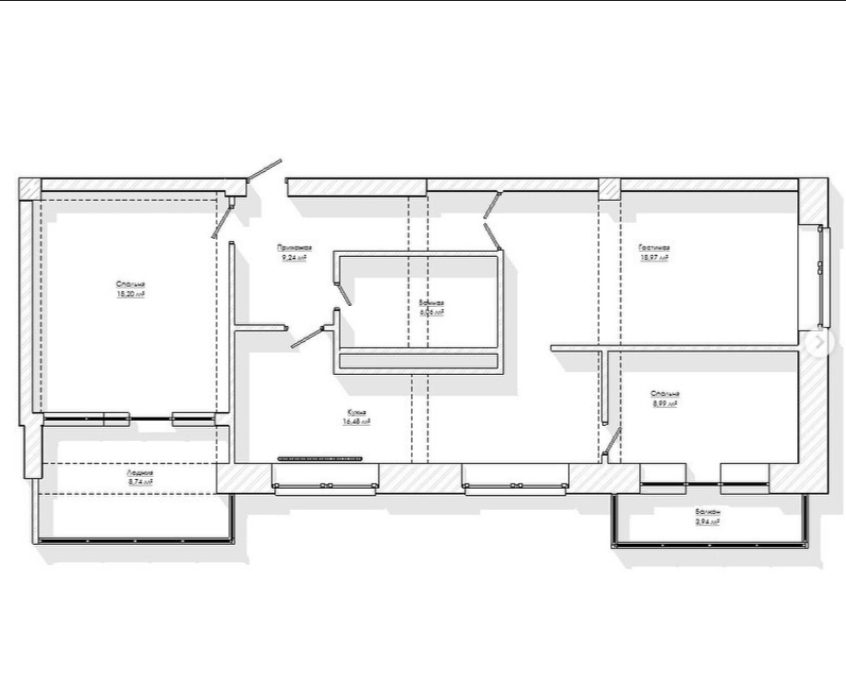 Прихожая
9,24 м²
Гостиная
18,97 м²
Спальня
18,20 м²
Ванная
6,06 м²
Спальня
8,99 м²
Кухня
16,48 м²
Лоджия
8,74 м²
Балкон
3,94 м²